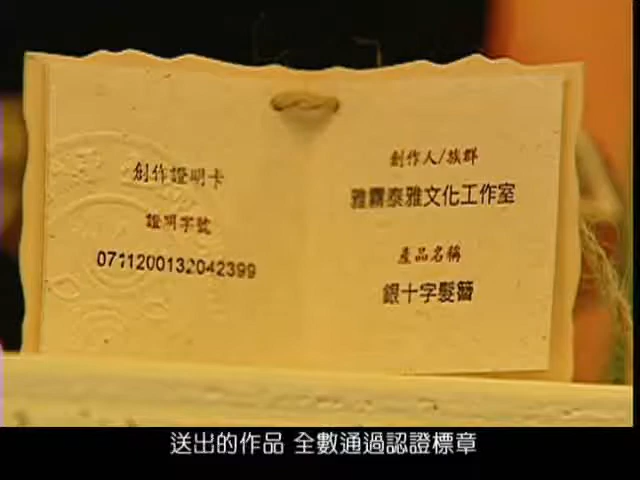 創作證明卡
證明字號
0711200132042399
創作人/族群
雅霧泰雅文化工作室
產品名稱
銀十字髮簪
送出的作品 全數通過認證標章